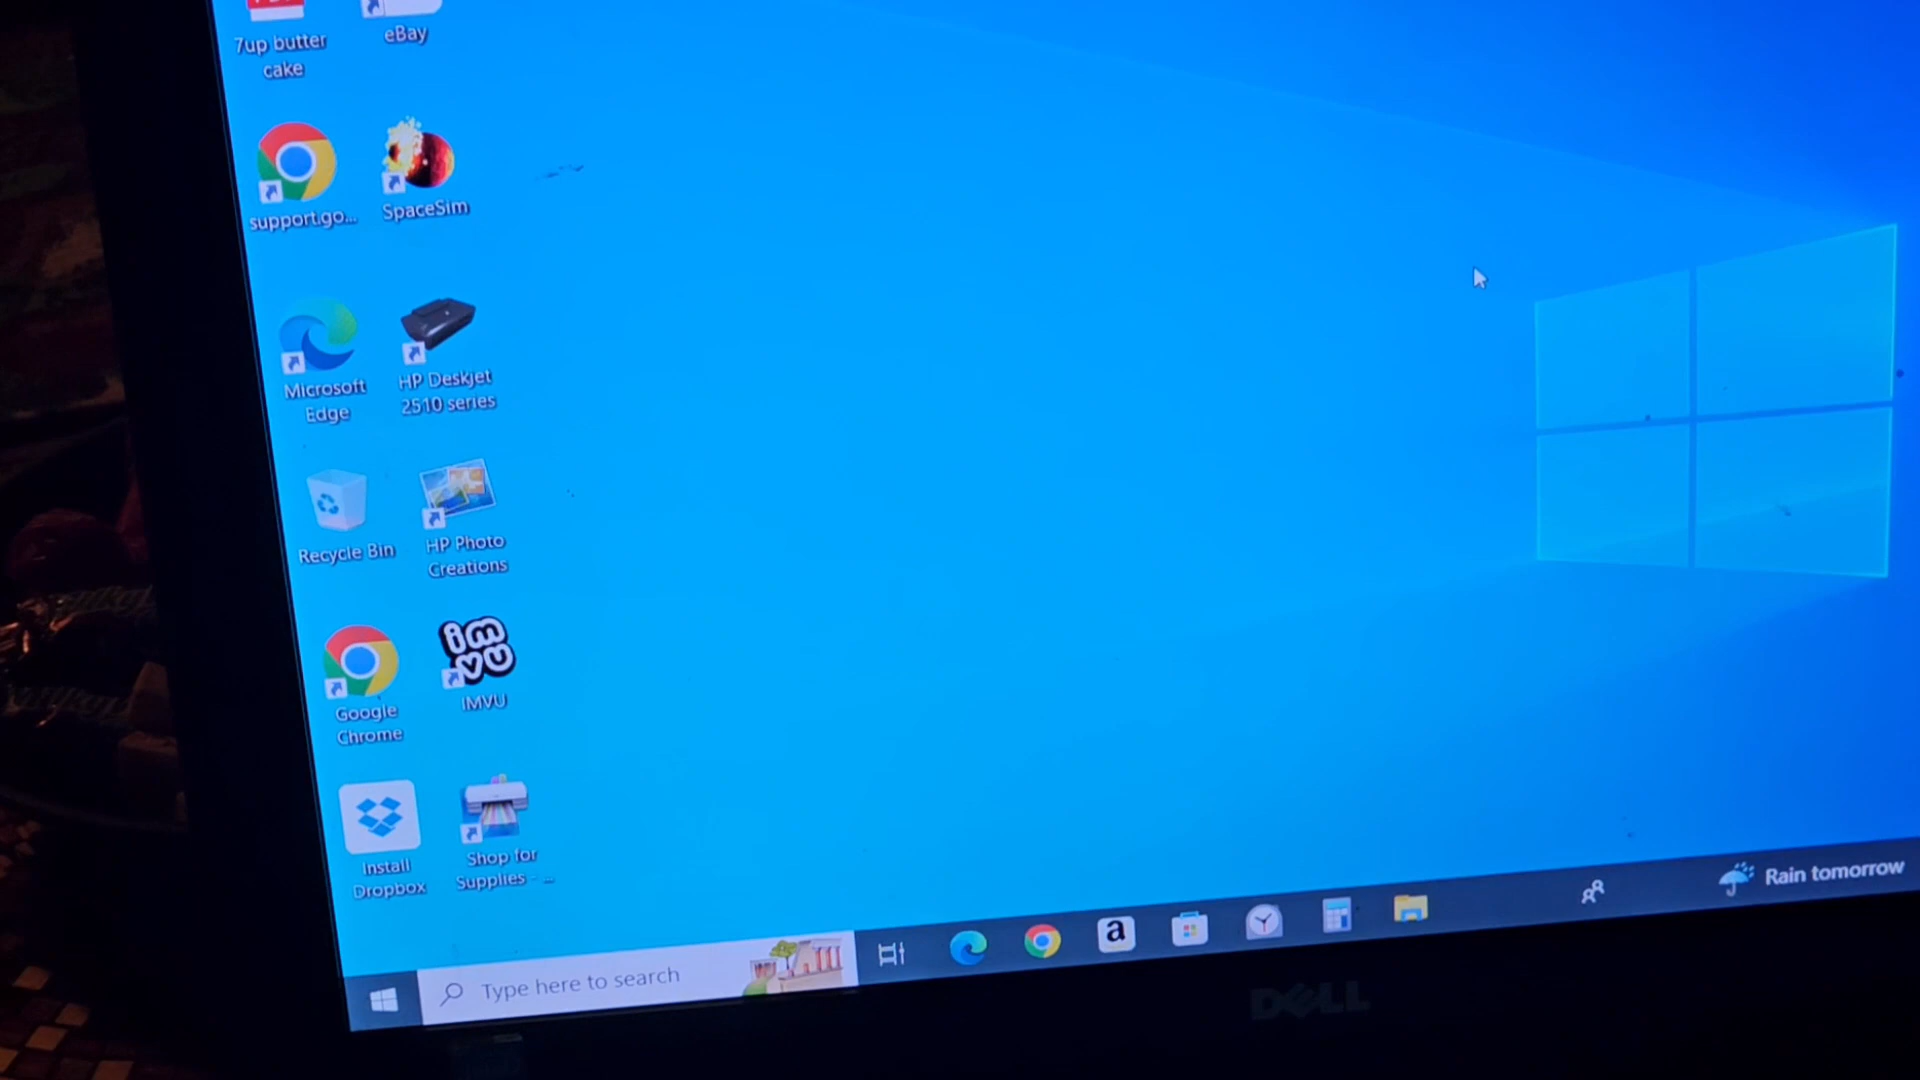 7up butter
cake
eBay
support.go...
SpaceSim
Microsoft
Edge
HP Deskjet
2510 series
Recycle Bin
HP Photo
Creations
Google
Chrome
IMVU
IMVU
Install
Dropbox
Shop for
Supplies - ...
Type here to search
a
Rain tomorrow
DELL